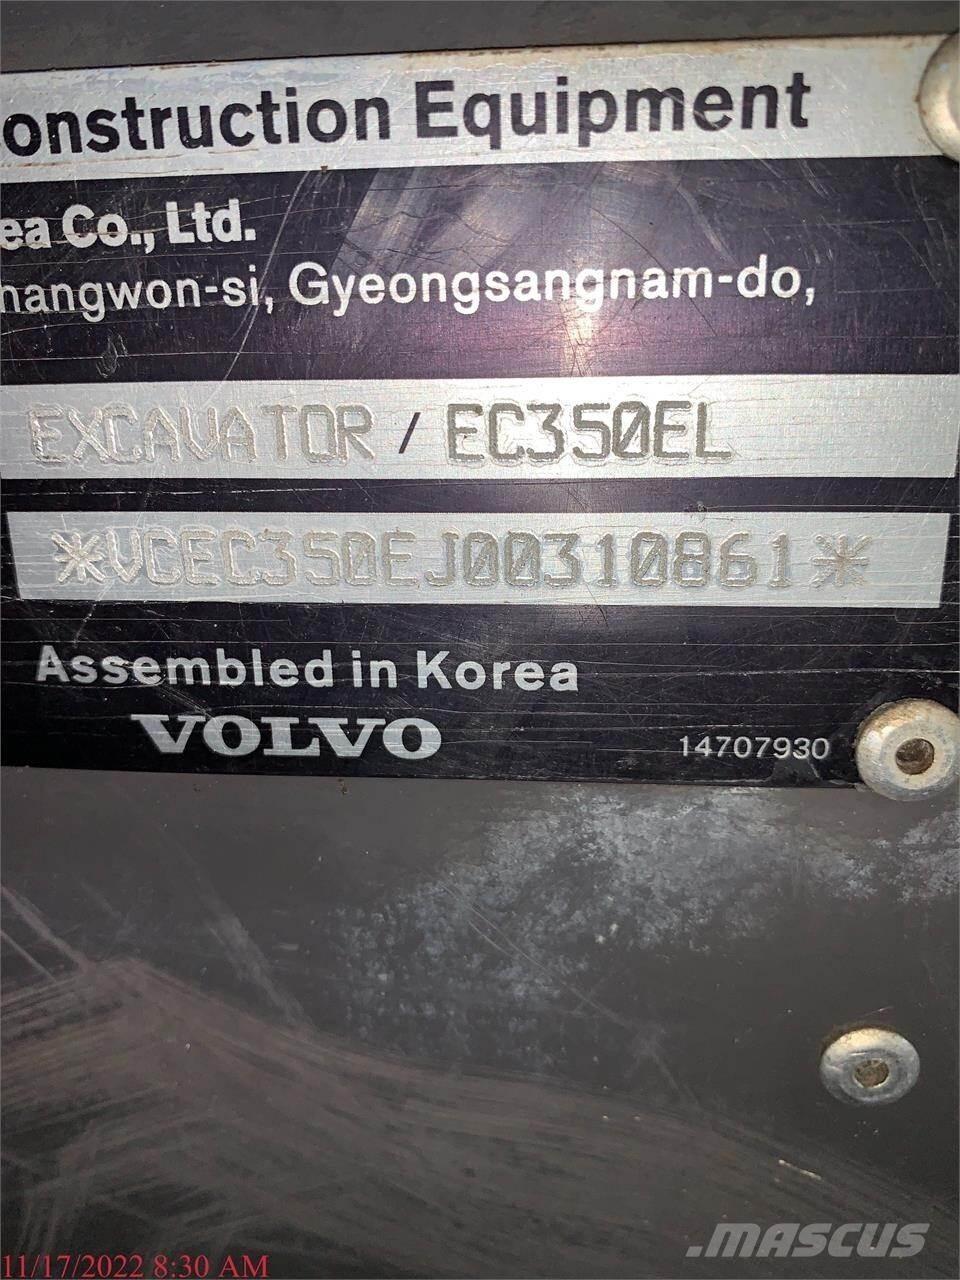 onstruction Equipment
ea Co., Ltd.
hangwon-si, Gyeongsangnam-do,
EXCAVATOR / EC350EL
*VCEC350EJ00310861*
Assembled in Korea
VOLVO
14707930
11/17/2022 8:30 AM
.MASCUS